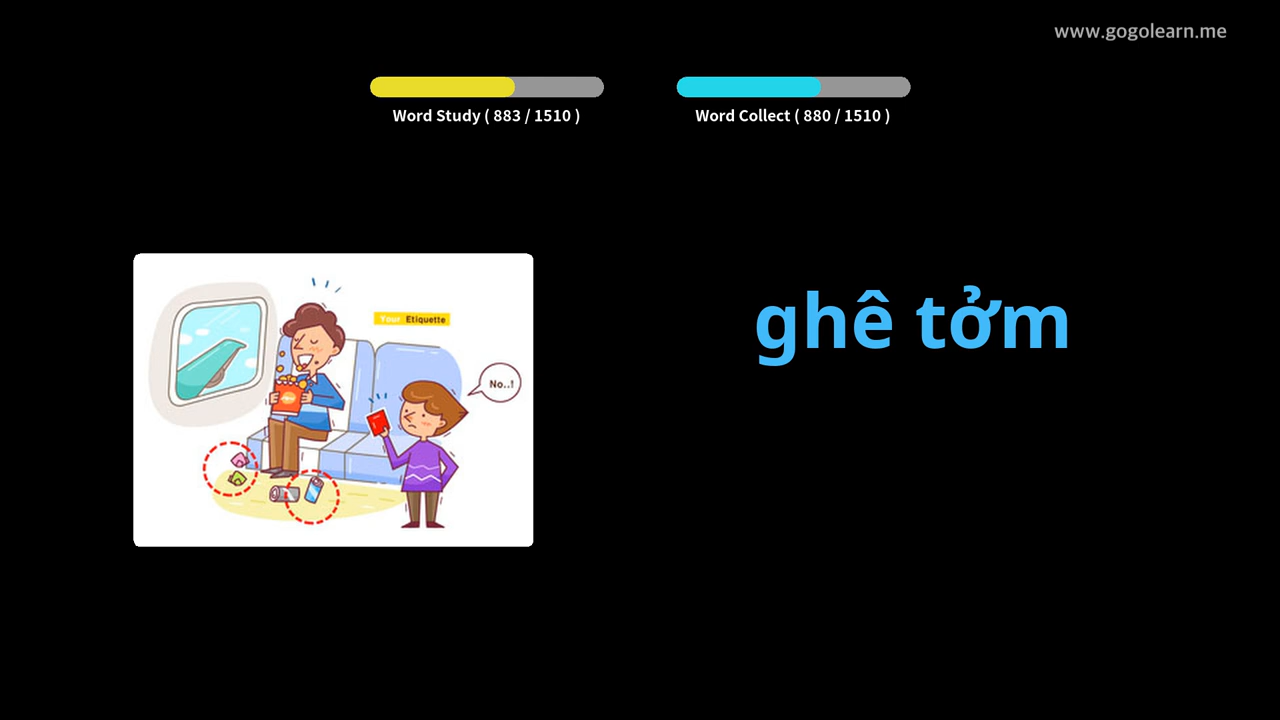 www.gogolearn.me
Word Study ( 883 / 1510 )
Word Collect ( 880 / 1510 )
Your Etiquette
No..!
ghê tởm